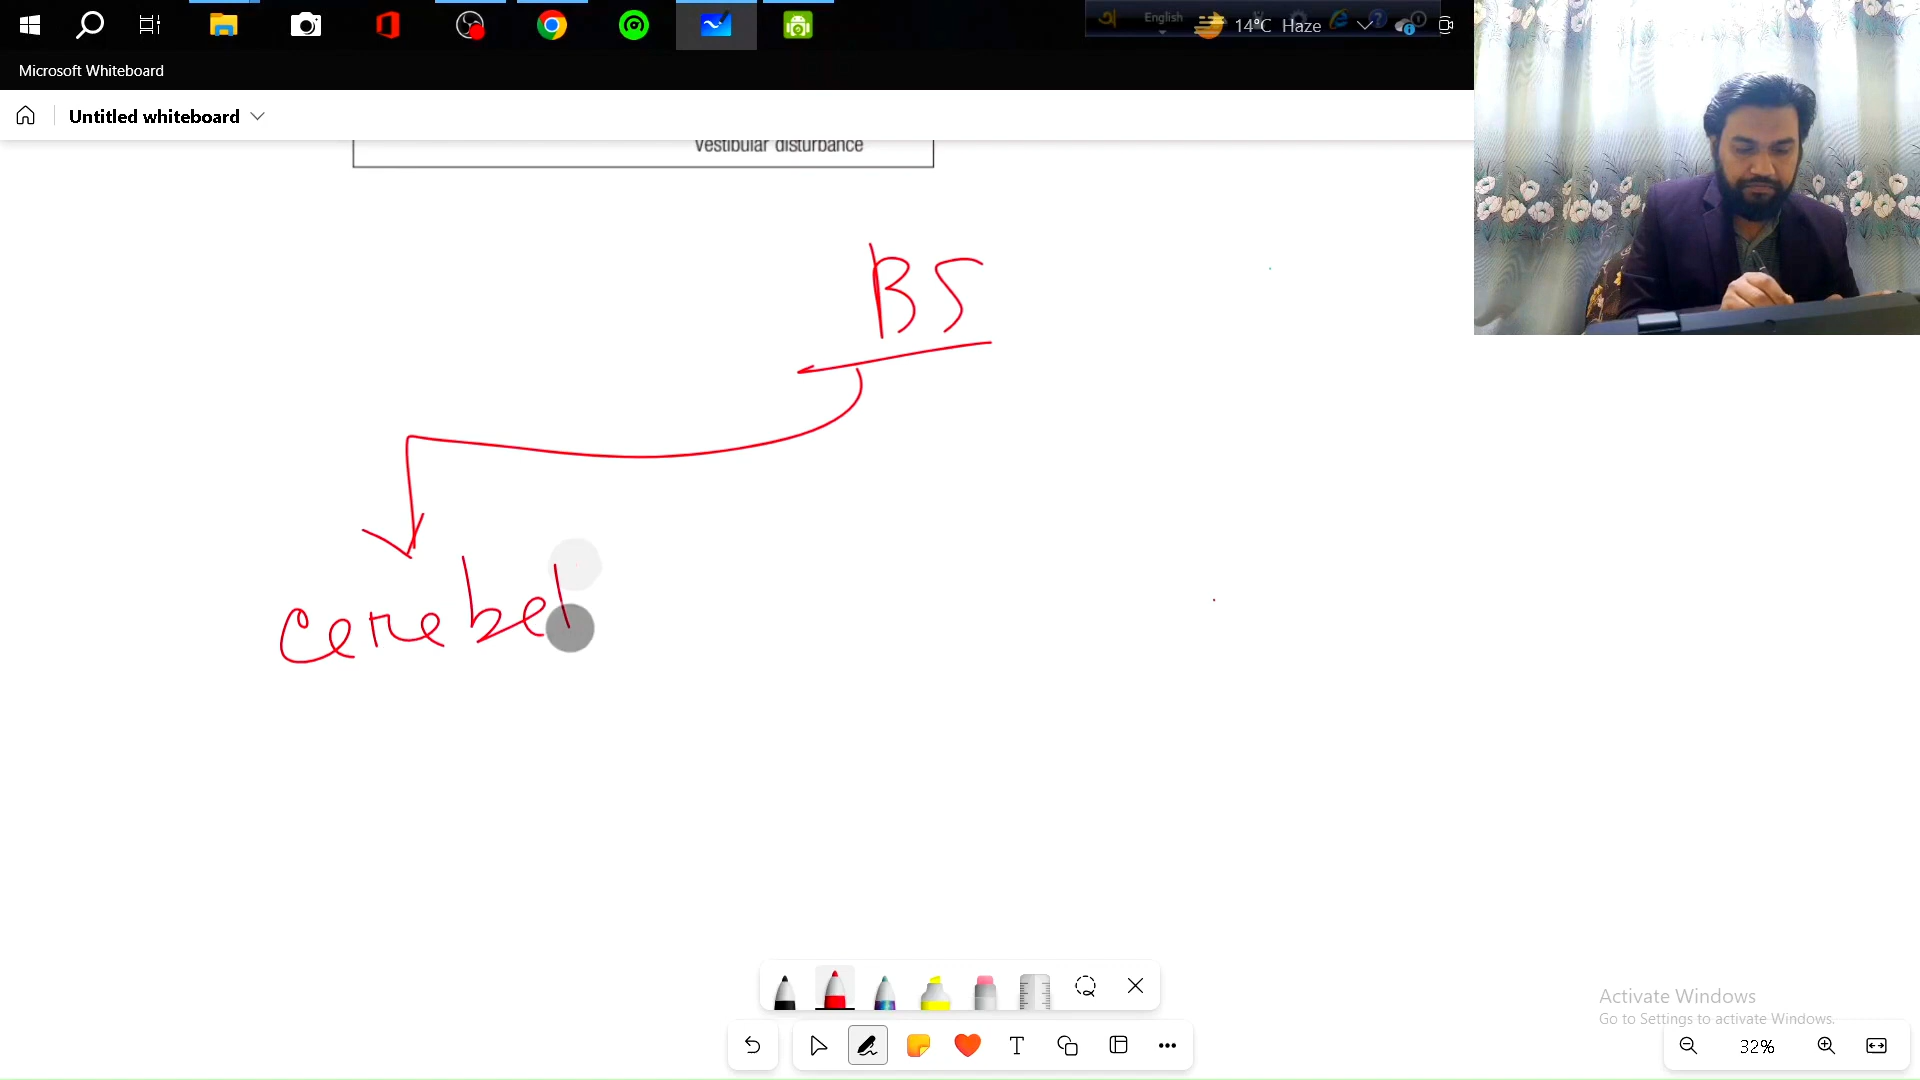 English
14°C Haze
Microsoft Whiteboard
Untitled whiteboard
Vestibular disturbance
BS
Cerebel
Activate Windows
Go to Settings to activate Windows.
32%